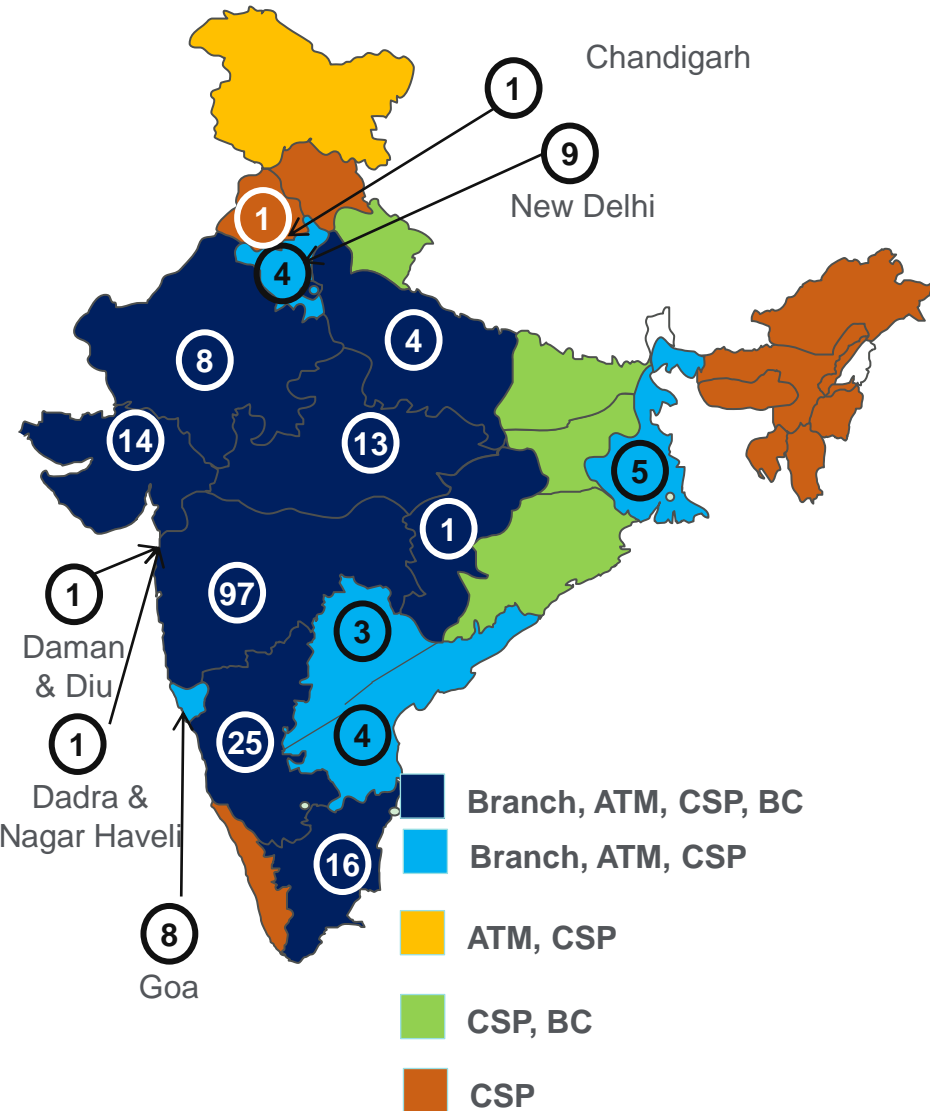 Chandigarh
1
9
New Delhi
1
4
4
8
14
13
5
1
97
1
Daman
& Diu
3
1
Dadra &
Nagar Haveli
25
4
16
8
Goa
Branch, ATM, CSP, BC
Branch, ATM, CSP
ATM, CSP
CSP, BC
CSP